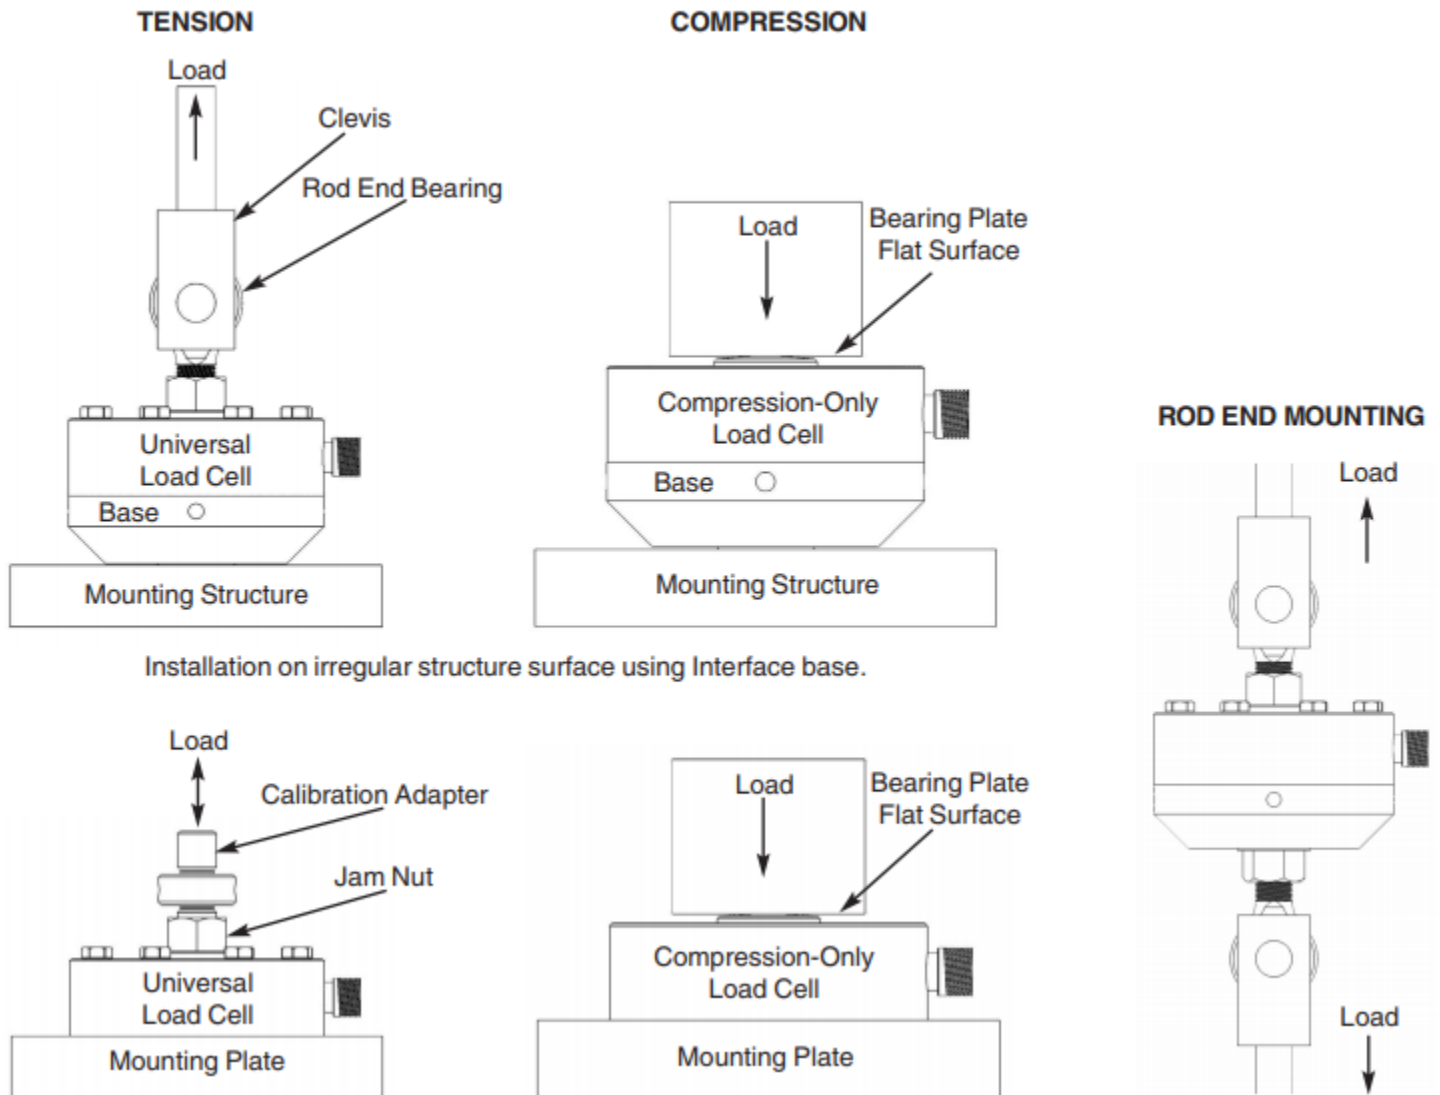 TENSION
Load
Clevis
Rod End Bearing
Universal
Load Cell
Base
Mounting Structure
COMPRESSION
Load
Bearing Plate
Flat Surface
Compression-Only
Load Cell
Base
Mounting Structure
Installation on irregular structure surface using Interface base.
Load
Calibration Adapter
Jam Nut
Universal
Load Cell
Mounting Plate
Load
Bearing Plate
Flat Surface
Compression-Only
Load Cell
Mounting Plate
ROD END MOUNTING
Load
Load